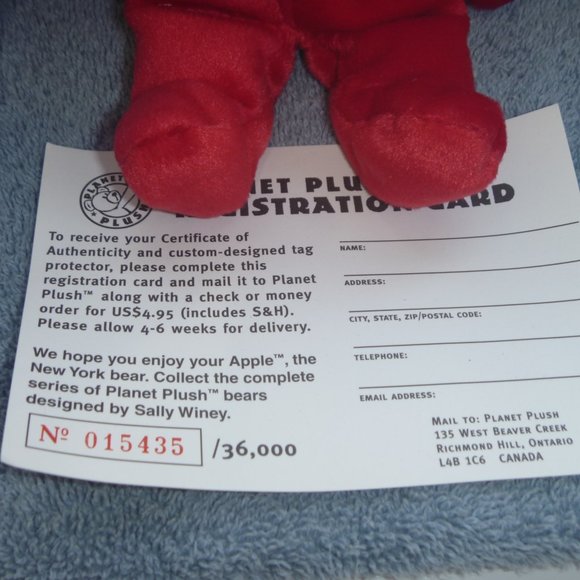 PLANET
PLUSH
NET PLU
REGISTRATION CARD
To receive your Certificate of
Authenticity and custom-designed tag
protector, please complete this
registration card and mail it to Planet
Plush™ along with a check or money
order for US$4.95 (includes S&H).
Please allow 4-6 weeks for delivery.
We hope you enjoy your Apple™, the
New York bear. Collect the complete
series of Planet Plush™ bears
designed by Sally Winey.
Nº 015435 /36,000
NAME:
ADDRESS:
CITY, STATE, ZIP/POSTAL CODE:
TELEPHONE:
EMAIL ADDRESS:
MAIL TO: PLANET PLUSH
135 WEST BEAVER CREEK
RICHMOND HILL, ONTARIO
L4B 1C6 CANADA